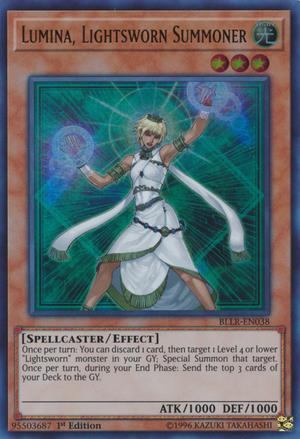 LUMINA, LIGHTSWORN SUMMONER
BLLR-EN038
[SPELLCASTER/EFFECT]
Once per turn: You can discard 1 card, then target 1 Level 4 or lower
"Lightsworn" monster in your GY; Special Summon that target.
Once per turn, during your End Phase: Send the top 3 cards of
your Deck to the GY.
ATK/1000 DEF/1000
95503687 1st Edition ©1996 KAZUKI TAKAHASHI